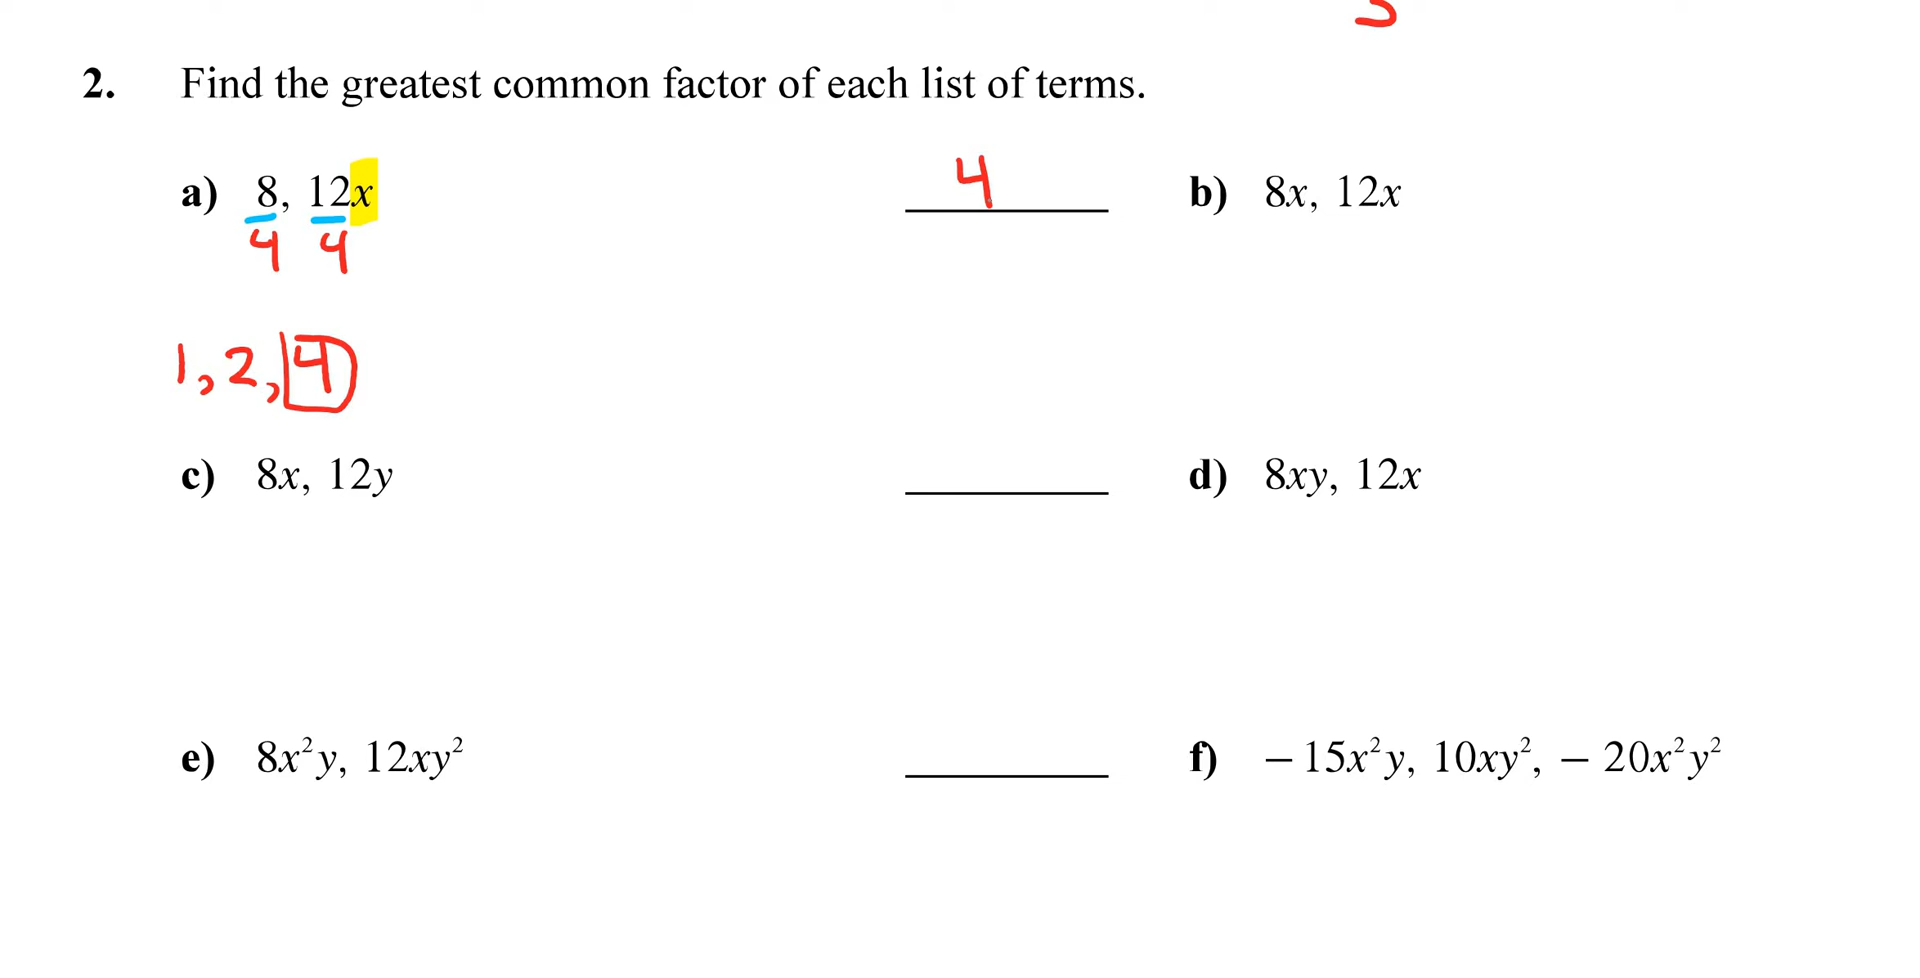 2. Find the greatest common factor of each list of terms.
a) 8, 12x 4 b) 8x, 12x
4 4
1, 2, 4
c) 8x, 12y d) 8xy, 12x
e) 8x²y, 12xy² f) − 15x²y, 10xy², − 20x²y²